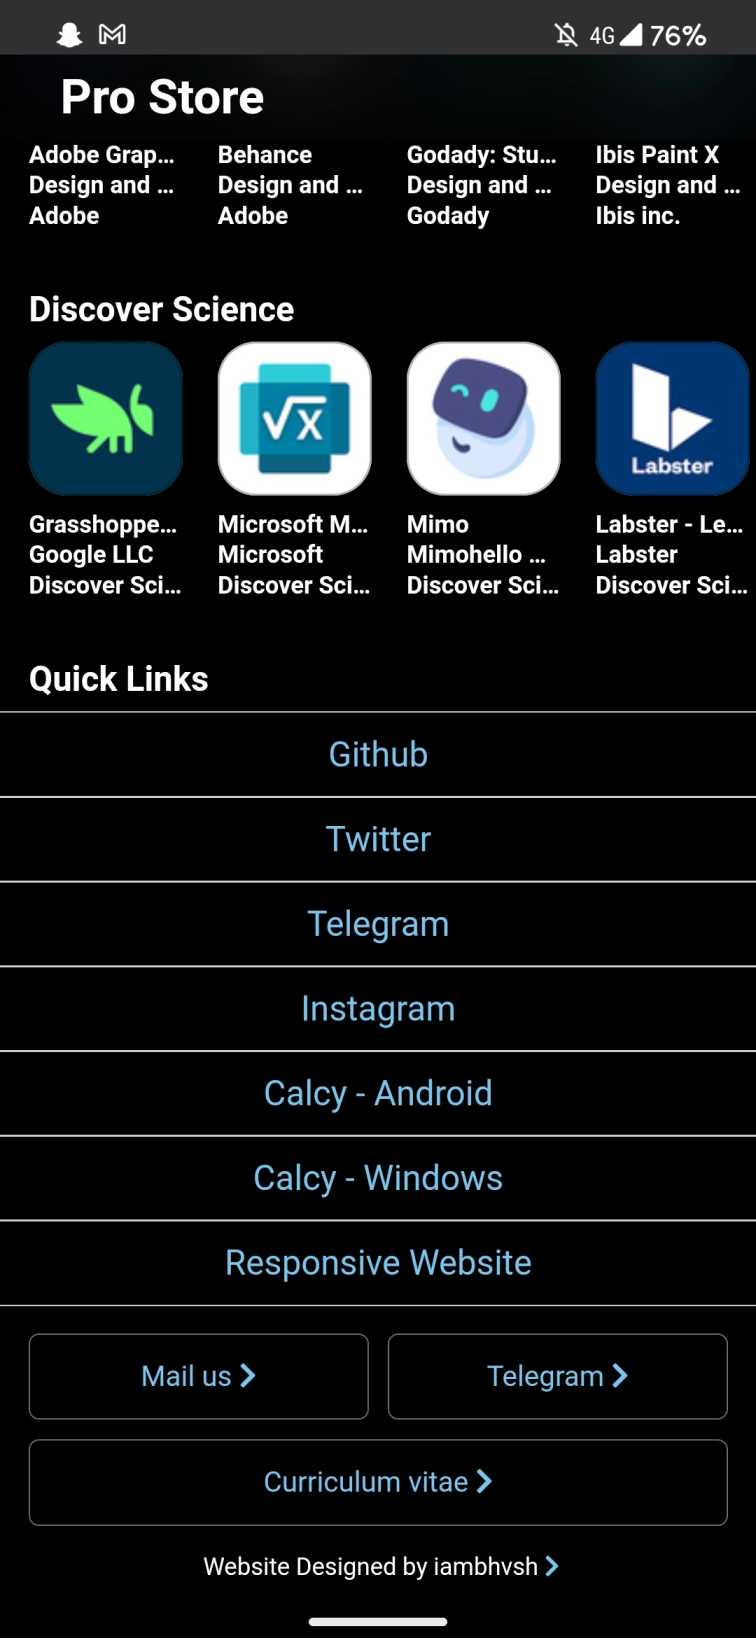 4G 76%
Pro Store
Adobe Grap... Behance Godady: Stu... Ibis Paint X
Design and ... Design and ... Design and ... Design and ...
Adobe Adobe Godady Ibis inc.
Discover Science
√x
Labster
Grasshoppe... Microsoft M... Mimo Labster - Le...
Google LLC Microsoft Mimohello ... Labster
Discover Sci... Discover Sci... Discover Sci... Discover Sci...
Quick Links
Github
Twitter
Telegram
Instagram
Calcy - Android
Calcy - Windows
Responsive Website
Mail us Telegram
Curriculum vitae
Website Designed by iambhvsh